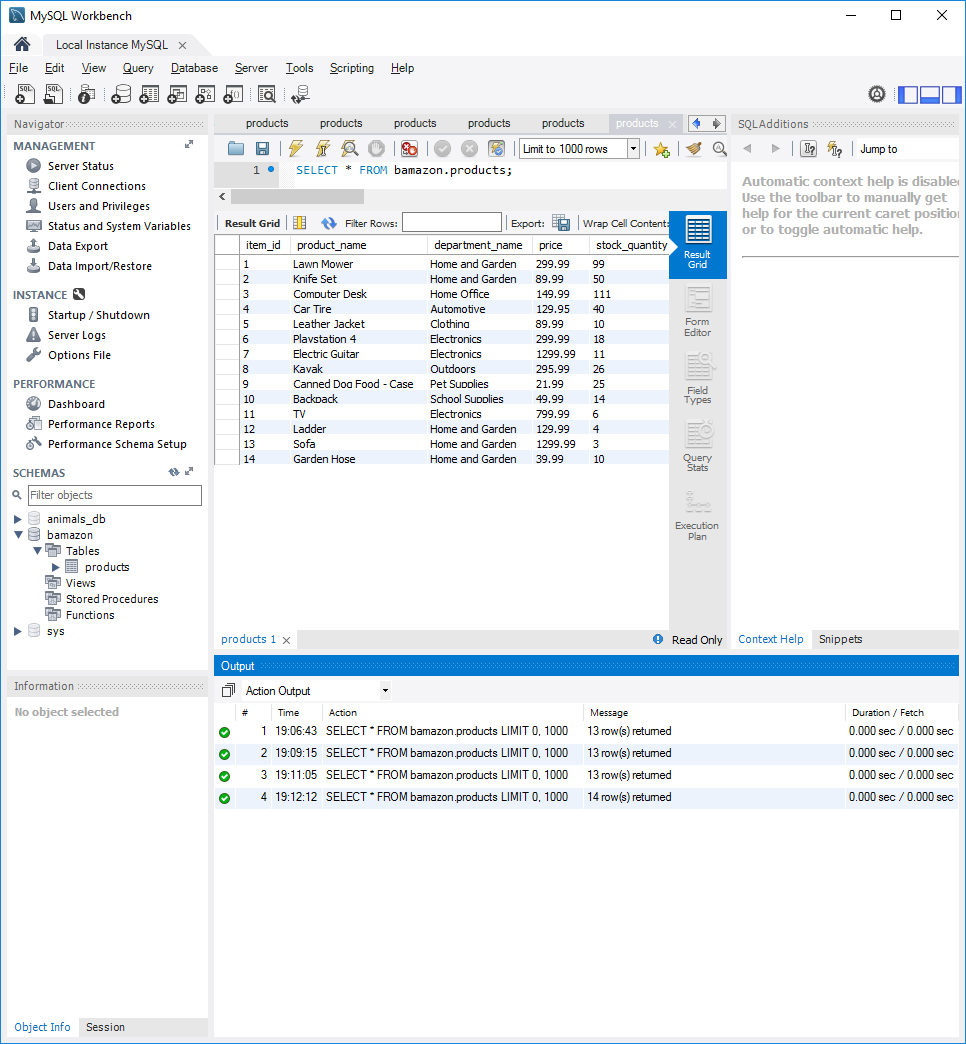 MySQL Workbench
Local Instance MySQL
File Edit View Query Database Server Tools Scripting Help
Navigator
MANAGEMENT
Server Status
Client Connections
Users and Privileges
Status and System Variables
Data Export
Data Import/Restore
INSTANCE
Startup / Shutdown
Server Logs
Options File
PERFORMANCE
Dashboard
Performance Reports
Performance Schema Setup
SCHEMAS
Filter objects
animals_db
bamazon
Tables
products
Views
Stored Procedures
Functions
sys
Information
No object selected
Object Info Session
products products products products products products
Limit to 1000 rows
1 SELECT * FROM bamazon.products;
Result Grid Filter Rows: Export: Wrap Cell Content:
item_id product_name department_name price stock_quantity
1 Lawn Mower Home and Garden 299.99 99
2 Knife Set Home and Garden 89.99 50
3 Computer Desk Home Office 149.99 111
4 Car Tire Automotive 129.95 40
5 Leather Jacket Clothing 89.99 10
6 Playstation 4 Electronics 299.99 18
7 Electric Guitar Electronics 1299.99 11
8 Kayak Outdoors 295.99 26
9 Canned Dog Food - Case Pet Supplies 21.99 25
10 Backpack School Supplies 49.99 14
11 TV Electronics 799.99 6
12 Ladder Home and Garden 129.99 4
13 Sofa Home and Garden 1299.99 3
14 Garden Hose Home and Garden 39.99 10
Result
Grid
Form
Editor
Field
Types
Query
Stats
Execution
Plan
products 1 Read Only
SQLAdditions
Jump to
Automatic context help is disabled
Use the toolbar to manually get
help for the current caret position
or to toggle automatic help.
Context Help Snippets
Output
Action Output
# Time Action Message Duration / Fetch
1 19:06:43 SELECT * FROM bamazon.products LIMIT 0, 1000 13 row(s) returned 0.000 sec / 0.000 sec
2 19:09:15 SELECT * FROM bamazon.products LIMIT 0, 1000 13 row(s) returned 0.000 sec / 0.000 sec
3 19:11:05 SELECT * FROM bamazon.products LIMIT 0, 1000 13 row(s) returned 0.000 sec / 0.000 sec
4 19:12:12 SELECT * FROM bamazon.products LIMIT 0, 1000 14 row(s) returned 0.000 sec / 0.000 sec